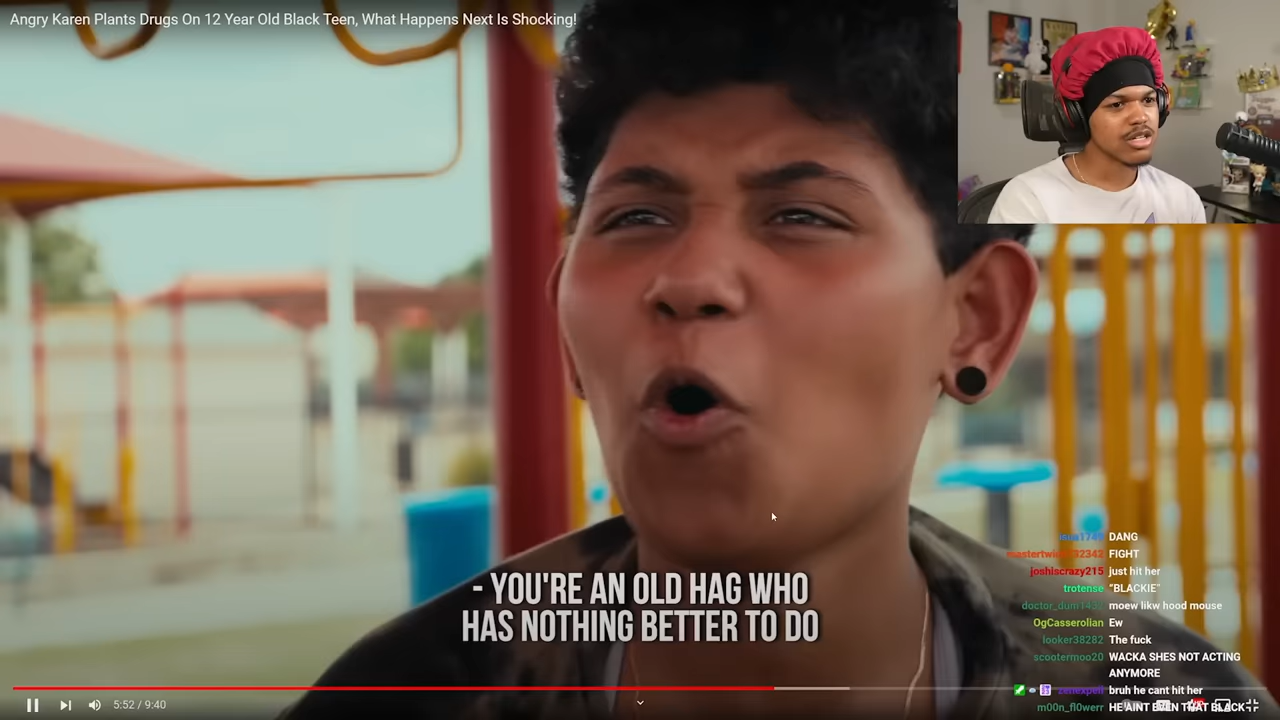 Angry Karen Plants Drugs On 12 Year Old Black Teen, What Happens Next Is Shocking!
DANG
FIGHT
joshiscrazy215 just hit her
trotense “BLACKIE”
moew likw hood mouse
OgCasserolian Ew
looker38282 The fuck
scootermoo20 WACKA SHES NOT ACTING
ANYMORE
bruh he cant hit her
m00n_fl0werr HE AINT EVEN THAT BLACK
- YOU'RE AN OLD HAG WHO
HAS NOTHING BETTER TO DO
5:52 / 9:40